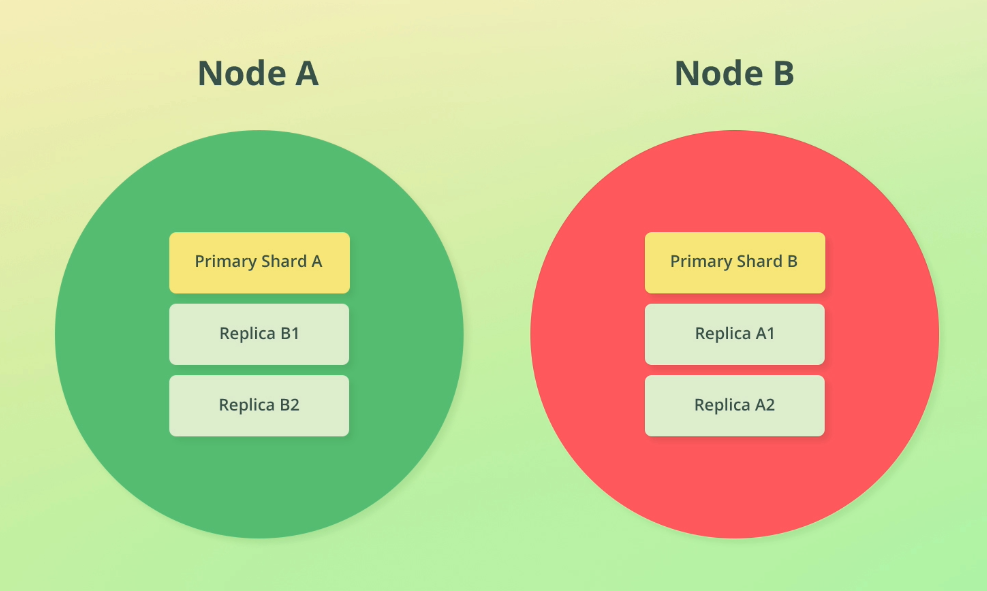 Node A
Node B
Primary Shard A
Replica B1
Replica B2
Primary Shard B
Replica A1
Replica A2